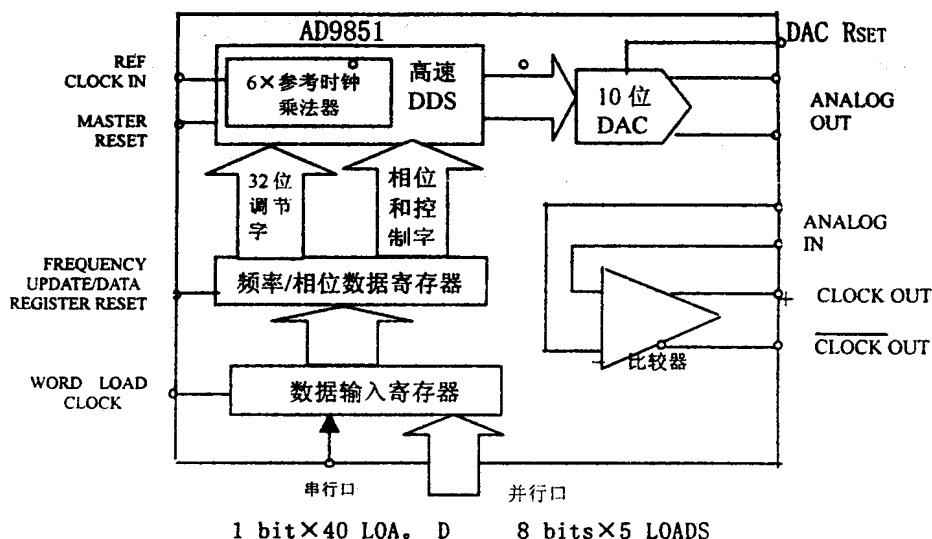 AD9851
DAC RSET
REF
CLOCK IN
6×参考时钟
乘法器
高速
DDS
10位
DAC
ANALOG
OUT
MASTER
RESET
32位
调节
字
相位
和控
制字
ANALOG
IN
FREQUENCY
UPDATE/DATA
REGISTER RESET
频率/相位数据寄存器
+
CLOCK OUT
CLOCK OUT
比较器
WORD LOAD
CLOCK
数据输入寄存器
串行口
并行口
1 bit×40 LOA。 D
8 bits×5 LOADS